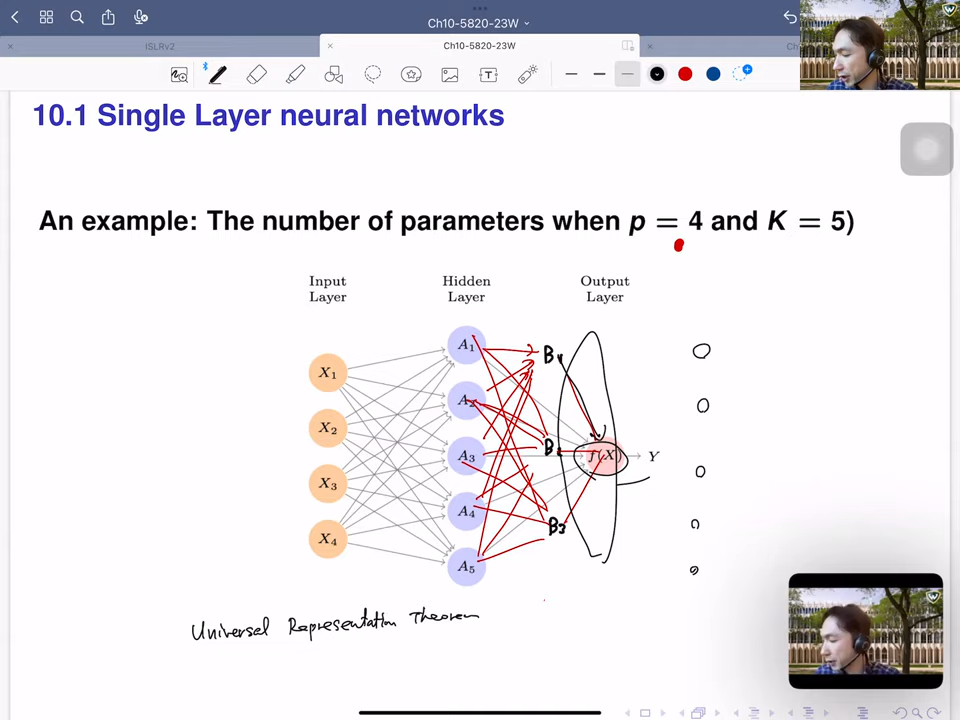 Ch10-5820-23W
ISLRv2
Ch10-5820-23W
10.1 Single Layer neural networks
An example: The number of parameters when p = 4 and K = 5)
Input Layer
Hidden Layer
Output Layer
A1
B1
X1
A2
X2
A3
B2
f(X)
Y
X3
A4
B3
X4
A5
Universal Representation Theorem